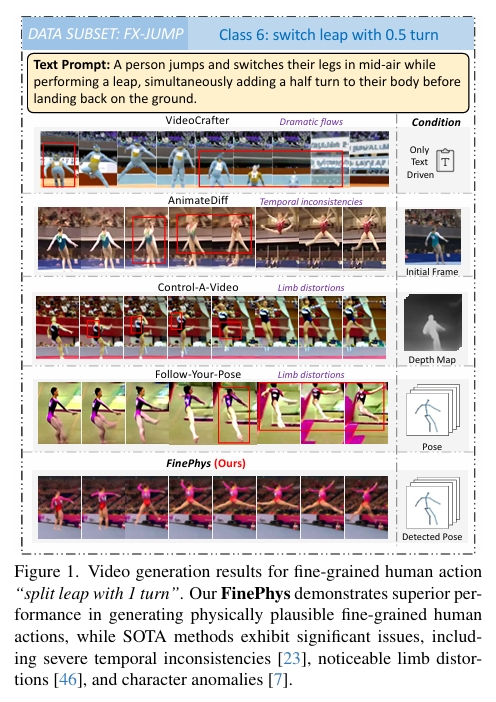 DATA SUBSET: FX-JUMP
Class 6: switch leap with 0.5 turn
Text Prompt: A person jumps and switches their legs in mid-air while
performing a leap, simultaneously adding a half turn to their body before
landing back on the ground.
VideoCrafter
Dramatic flaws
Condition
Only
Text
Driven
T
AnimateDiff
Temporal inconsistencies
Initial Frame
Control-A-Video
Limb distortions
Depth Map
Follow-Your-Pose
Limb distortions
Pose
FinePhys (Ours)
Detected Pose
Figure 1. Video generation results for fine-grained human action
“split leap with 1 turn”. Our FinePhys demonstrates superior per-
formance in generating physically plausible fine-grained human
actions, while SOTA methods exhibit significant issues, includ-
ing severe temporal inconsistencies [23], noticeable limb distor-
tions [46], and character anomalies [7].